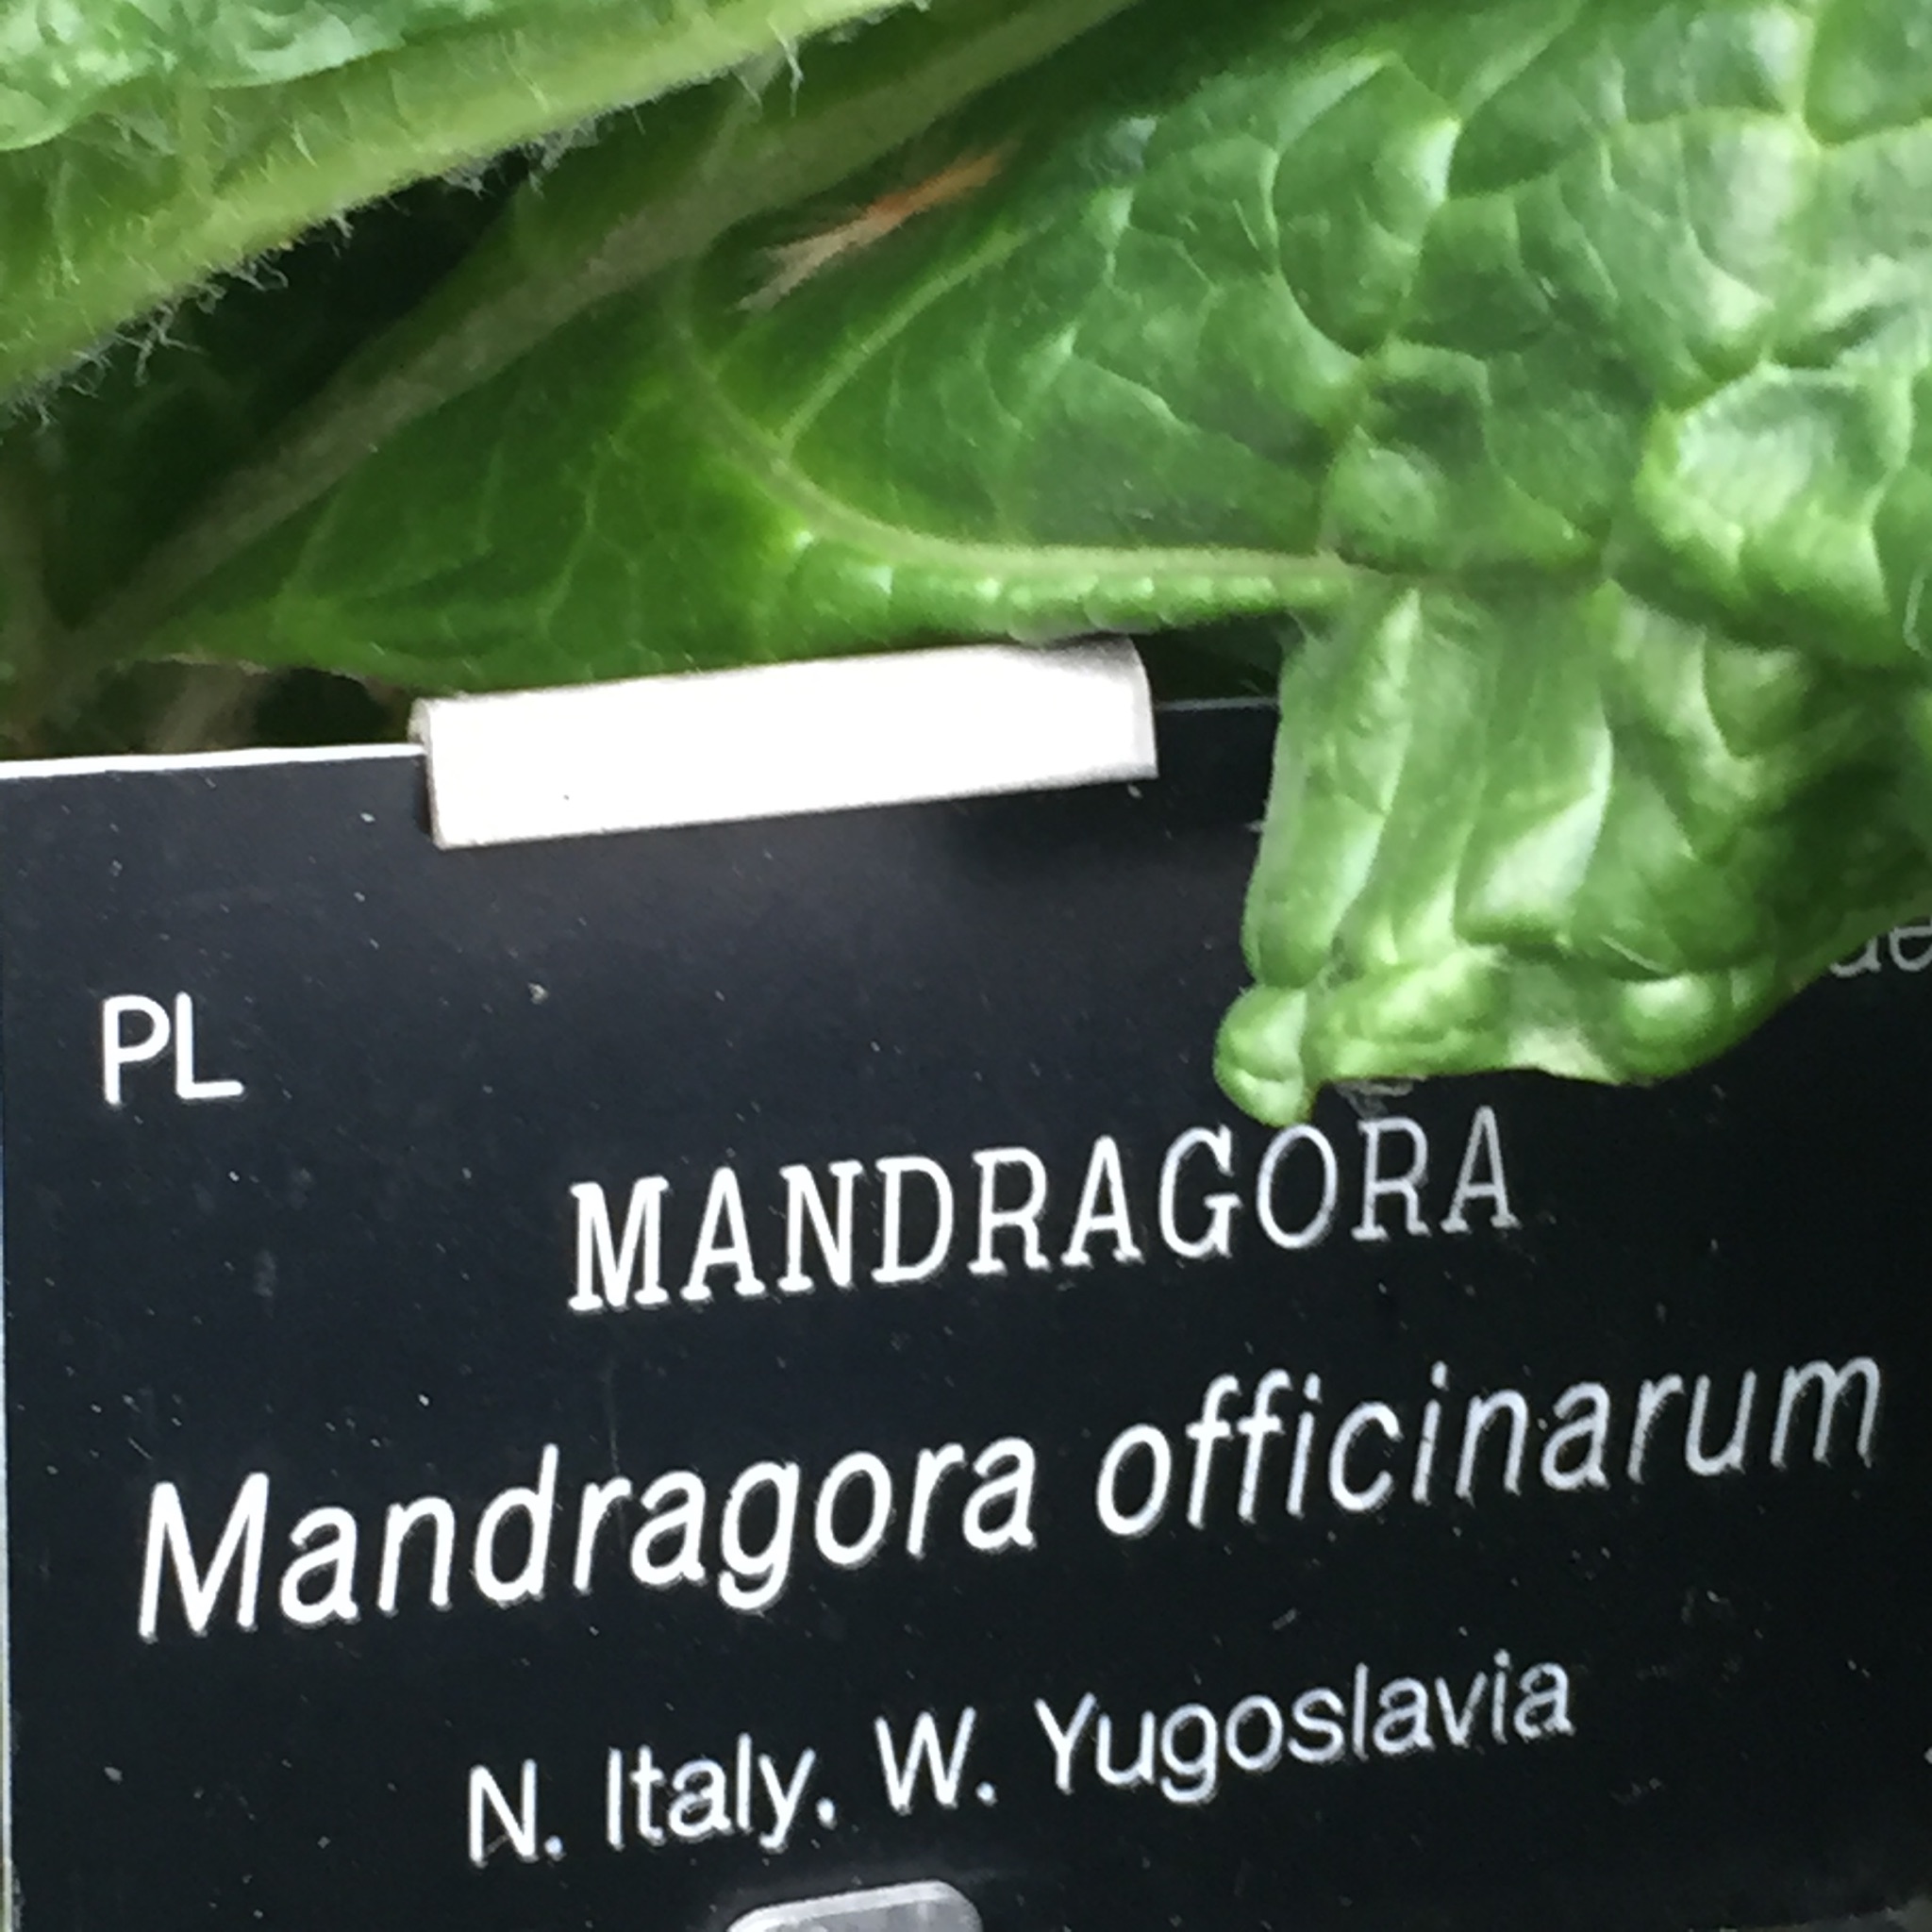 PL
MANDRAGORA
Mandragora officinarum
N. Italy. W. Yugoslavia